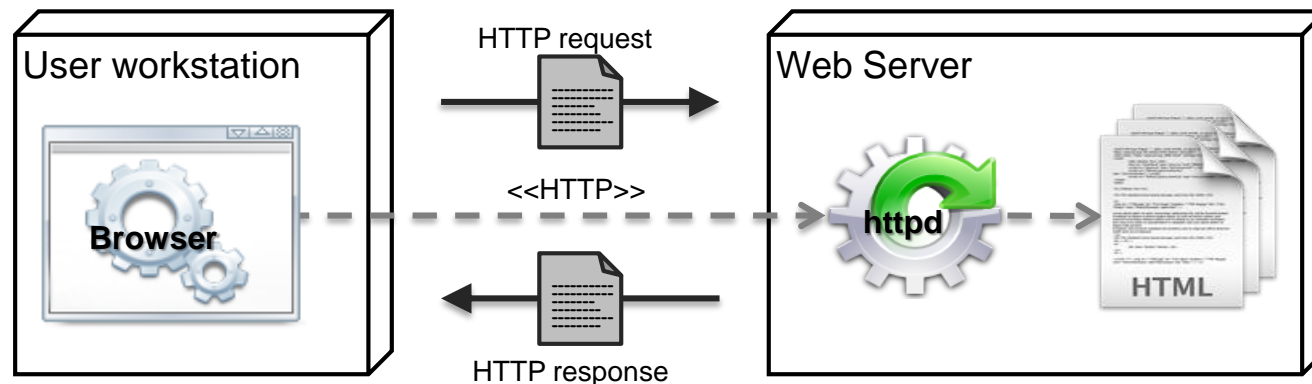 HTTP request
User workstation
Web Server
<<HTTP>>
Browser
httpd
HTML
HTTP response